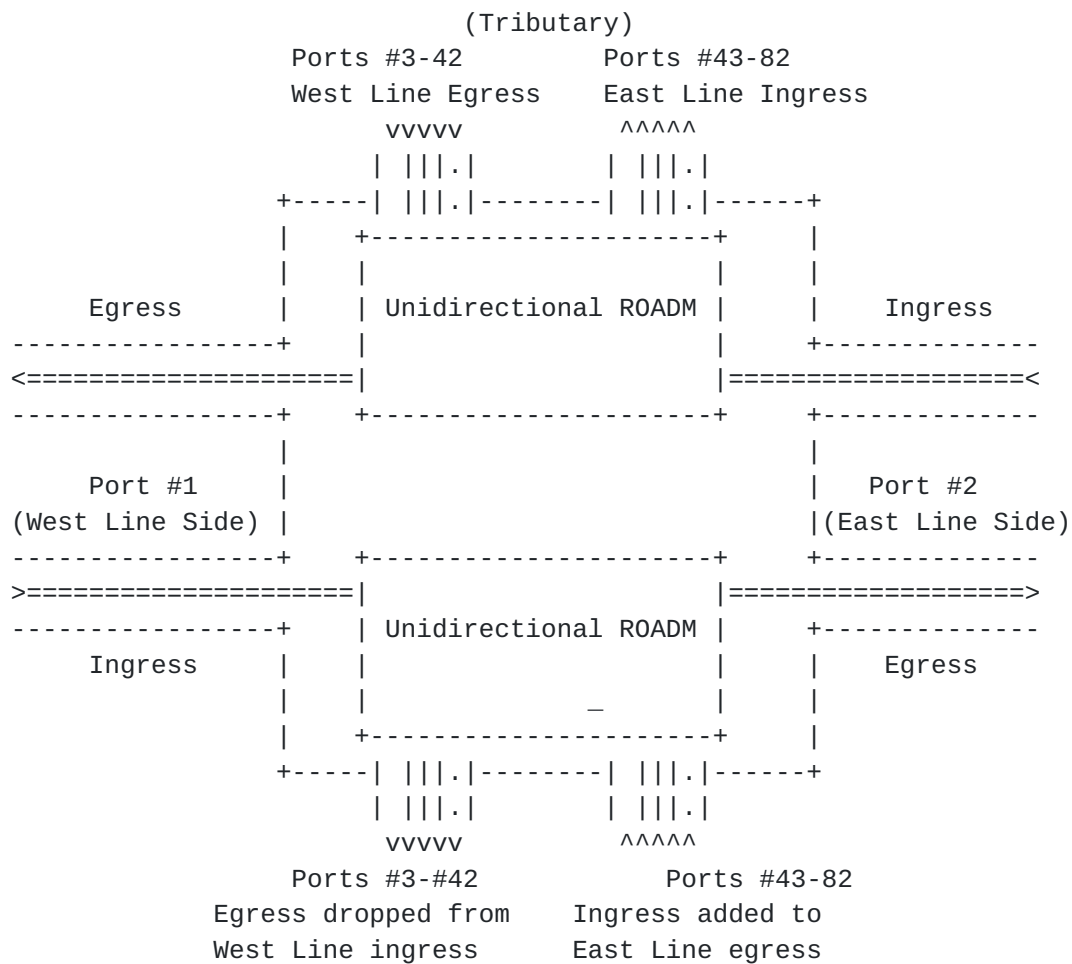 (Tributary)
Ports #3-42 Ports #43-82
West Line Egress East Line Ingress
vvvvv ^^^^^
| |||.| | |||.|
+-----| |||.|--------| |||.|------+
| +----------------------+ |
| | | |
Egress | | Unidirectional ROADM | | Ingress
-----------------+ | | +--------------
<=====================| |===================<
-----------------+ +----------------------+ +--------------
| |
Port #1 | | Port #2
(West Line Side) | |(East Line Side)
-----------------+ +----------------------+ +--------------
>=====================| |===================>
-----------------+ | Unidirectional ROADM | +--------------
Ingress | | | | Egress
| | _ | |
| +----------------------+ |
+-----| |||.|--------| |||.|------+
| |||.| | |||.|
vvvvv ^^^^^
Ports #3-#42 Ports #43-82
Egress dropped from Ingress added to
West Line ingress East Line egress